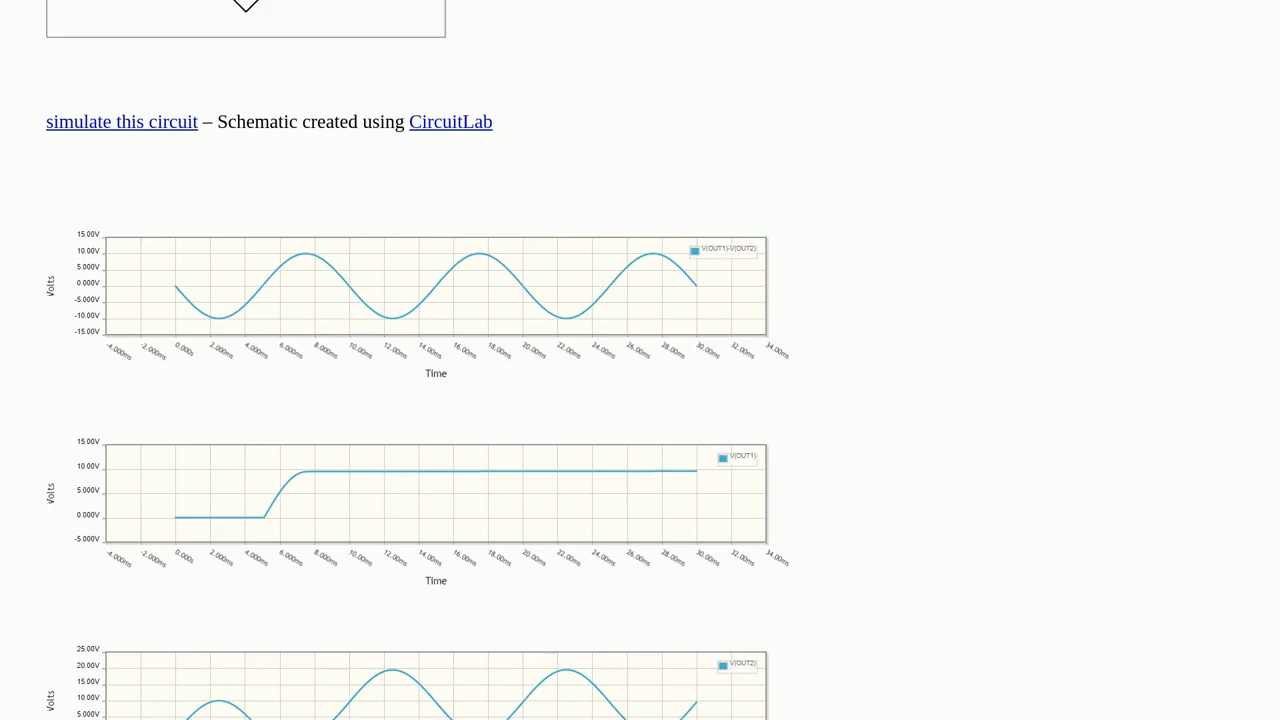 simulate this circuit – Schematic created using CircuitLab
15.00V
10.00V
5.000V
0.000V
-5.000V
-10.00V
-15.00V
Volts
V(OUT1)-V(OUT2)
-4.000ms -2.000ms 0.000s 2.000ms 4.000ms 6.000ms 8.000ms 10.00ms 12.00ms 14.00ms 16.00ms 18.00ms 20.00ms 22.00ms 24.00ms 26.00ms 28.00ms 30.00ms 32.00ms 34.00ms
Time
15.00V
10.00V
5.000V
0.000V
-5.000V
Volts
V(OUT1)
-4.000ms -2.000ms 0.000s 2.000ms 4.000ms 6.000ms 8.000ms 10.00ms 12.00ms 14.00ms 16.00ms 18.00ms 20.00ms 22.00ms 24.00ms 26.00ms 28.00ms 30.00ms 32.00ms 34.00ms
Time
25.00V
20.00V
15.00V
10.00V
5.000V
Volts
V(OUT2)